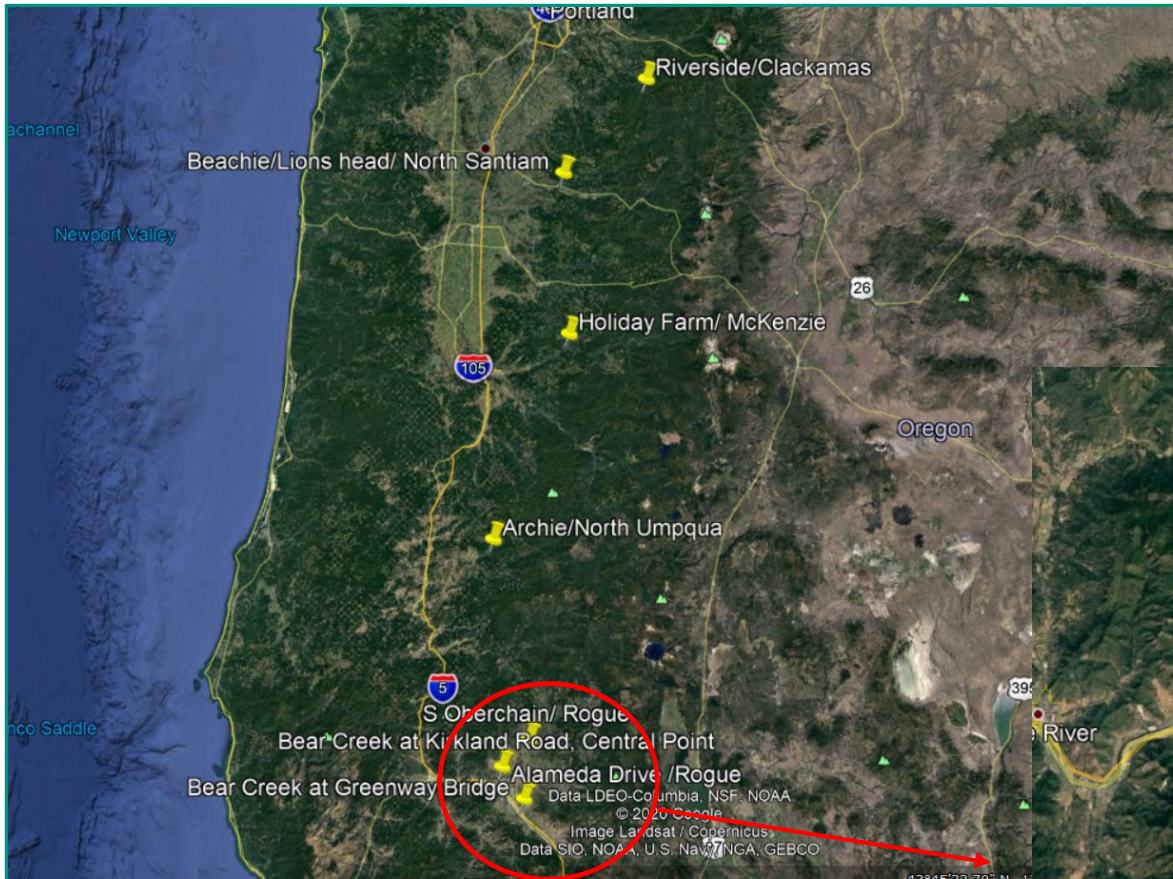 Portland
Riverside/Clackamas
Beachie/Lions head/ North Santiam
Newport Valley
26
Holiday Farm/ McKenzie
105
Oregon
Archie/North Umpqua
5
395
S Oberchain/ Rogue
River
Saddle
Bear Creek at Kirkland Road, Central Point
Alameda Drive /Rogue
Bear Creek at Greenway Bridge
Data LDEO-Columbia, NSF, NOAA
© 2020 Google
Image Landsat / Copernicus
Data SIO, NOAA, U.S. Navy, NGA, GEBCO